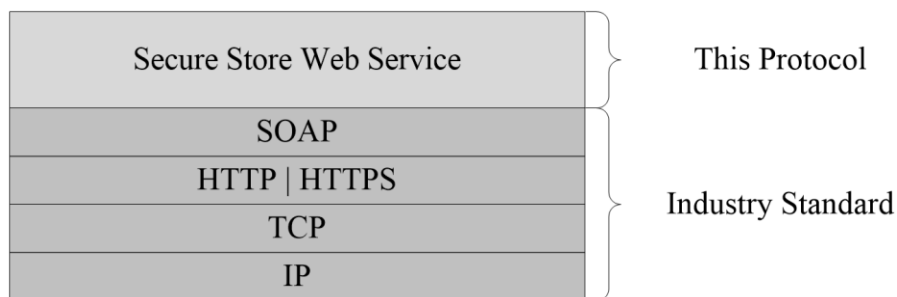 Secure Store Web Service
This Protocol
SOAP
HTTP | HTTPS
Industry Standard
TCP
IP